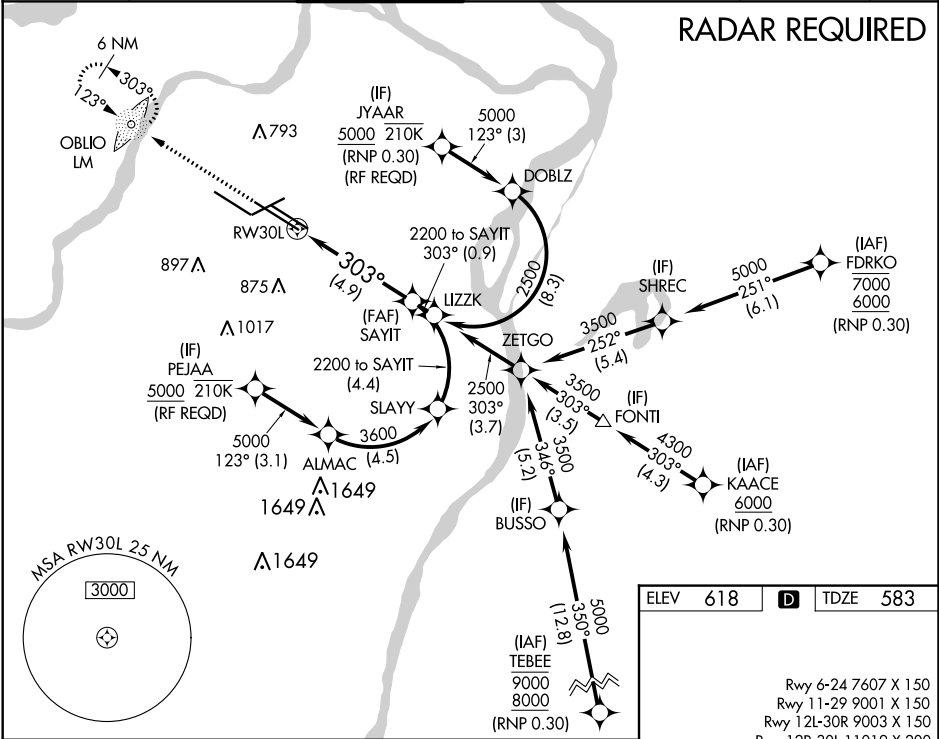 RADAR REQUIRED
6 NM
303°
123°
OBLIO
LM
793
(IF)
JYAAR
5000 210K
(RNP 0.30)
(RF REQD)
5000
123° (3)
DOBLZ
RW30L
2200 to SAYIT
303° (0.9)
2500
(8.3)
897
875
1017
303°
(4.9)
LIZZK
(FAF)
SAYIT
(IF)
SHREC
5000
251°
(6.1)
(IAF)
FDRKO
7000
6000
(RNP 0.30)
ZETGO
3500
252°
(5.4)
(IF)
PEJAA
5000 210K
(RF REQD)
2200 to SAYIT
(4.4)
SLAYY
2500
303°
(3.7)
3500
303°
(3.5)
(IF)
FONTI
5000
123° (3.1)
3600
(4.5)
ALMAC
3500
346°
(5.2)
4300
303°
(4.3)
(IAF)
KAACE
6000
(RNP 0.30)
1649
1649
(IF)
BUSSO
1649
MSA RW30L 25 NM
3000
5000
350°
(12.8)
(IAF)
TEBEE
9000
8000
(RNP 0.30)
ELEV 618 D TDZE 583
Rwy 6-24 7607 X 150
Rwy 11-29 9001 X 150
Rwy 12L-30R 9003 X 150
Rwy 12R-30L 11019 X 200